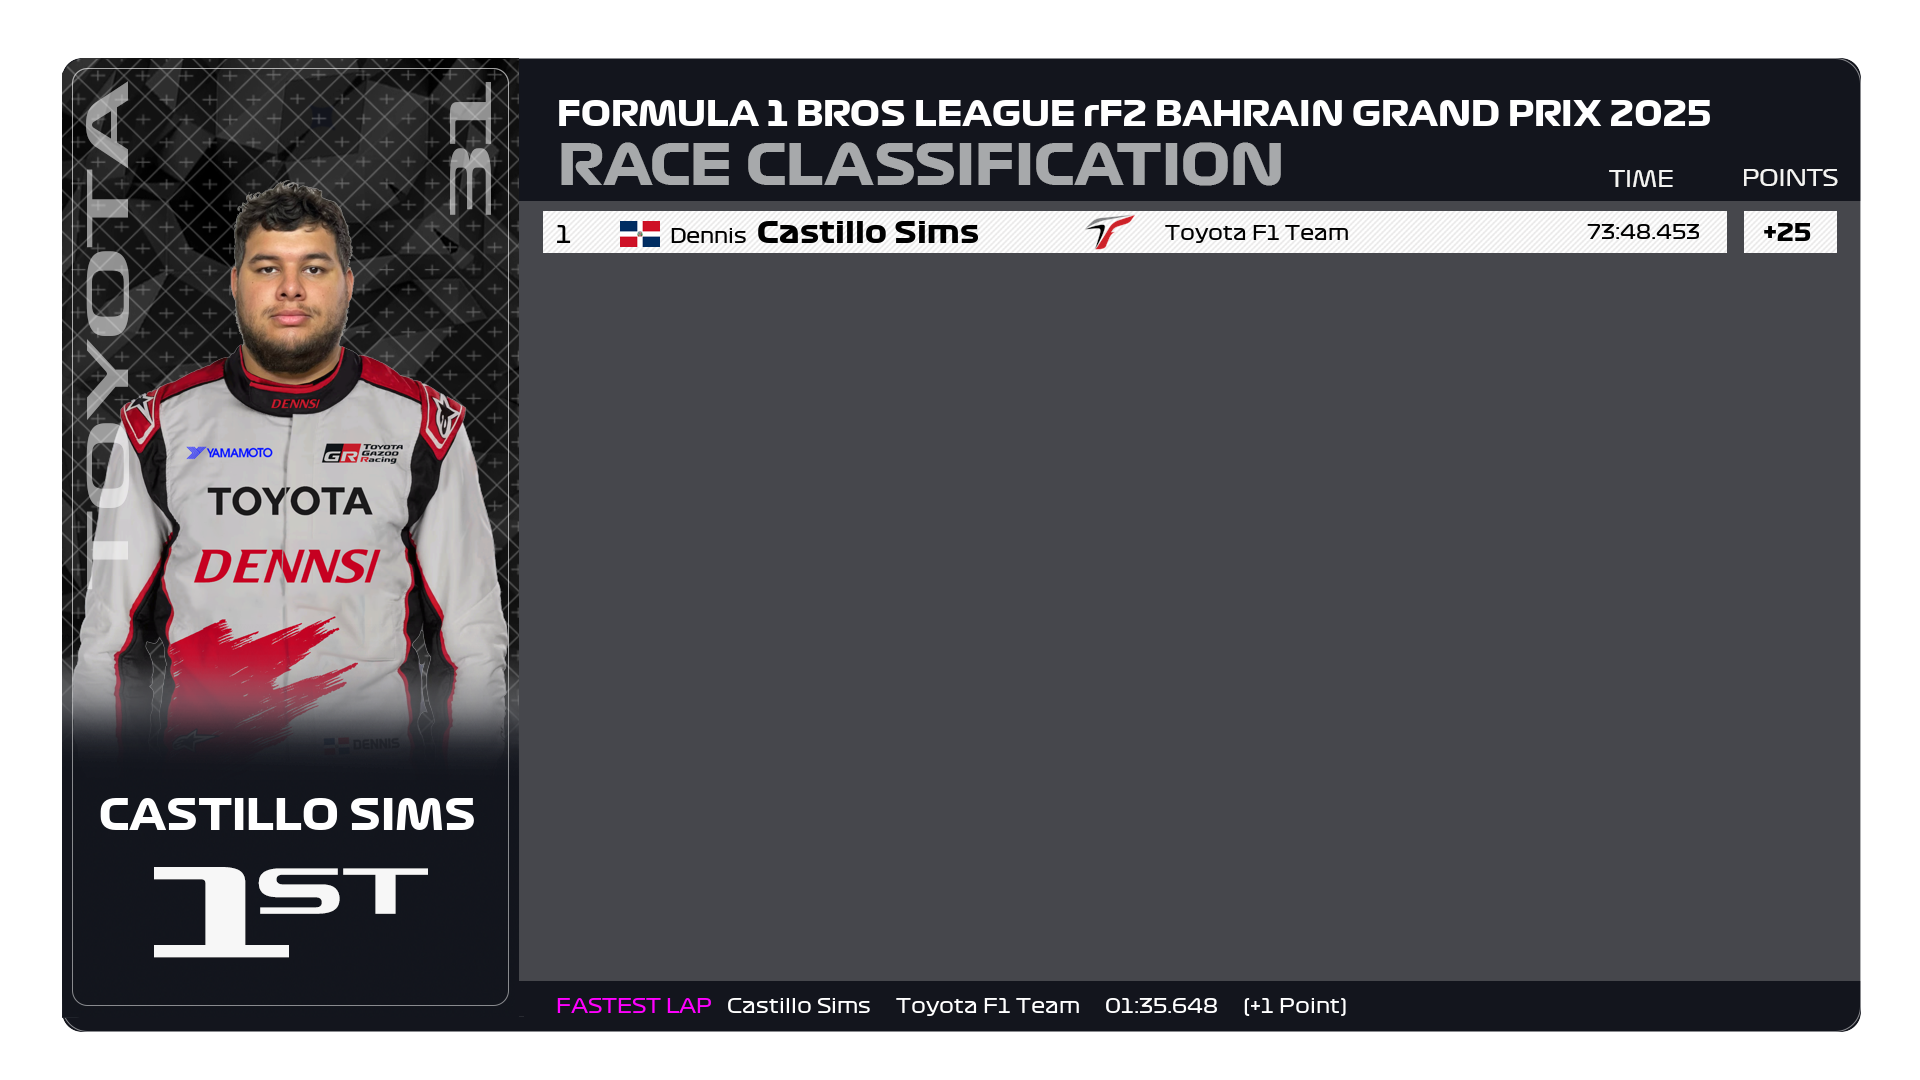 TOYOTA
31
DENNSI
YAMAMOTO
GR TOYOTA GAZOO Racing
TOYOTA
DENNSI
DENNIS
CASTILLO SIMS
1ST
FORMULA 1 BROS LEAGUE rF2 BAHRAIN GRAND PRIX 2025
RACE CLASSIFICATION
TIME POINTS
1 Dennis Castillo Sims Toyota F1 Team 73:48.453 +25
FASTEST LAP Castillo Sims Toyota F1 Team 01:35.648 (+1 Point)